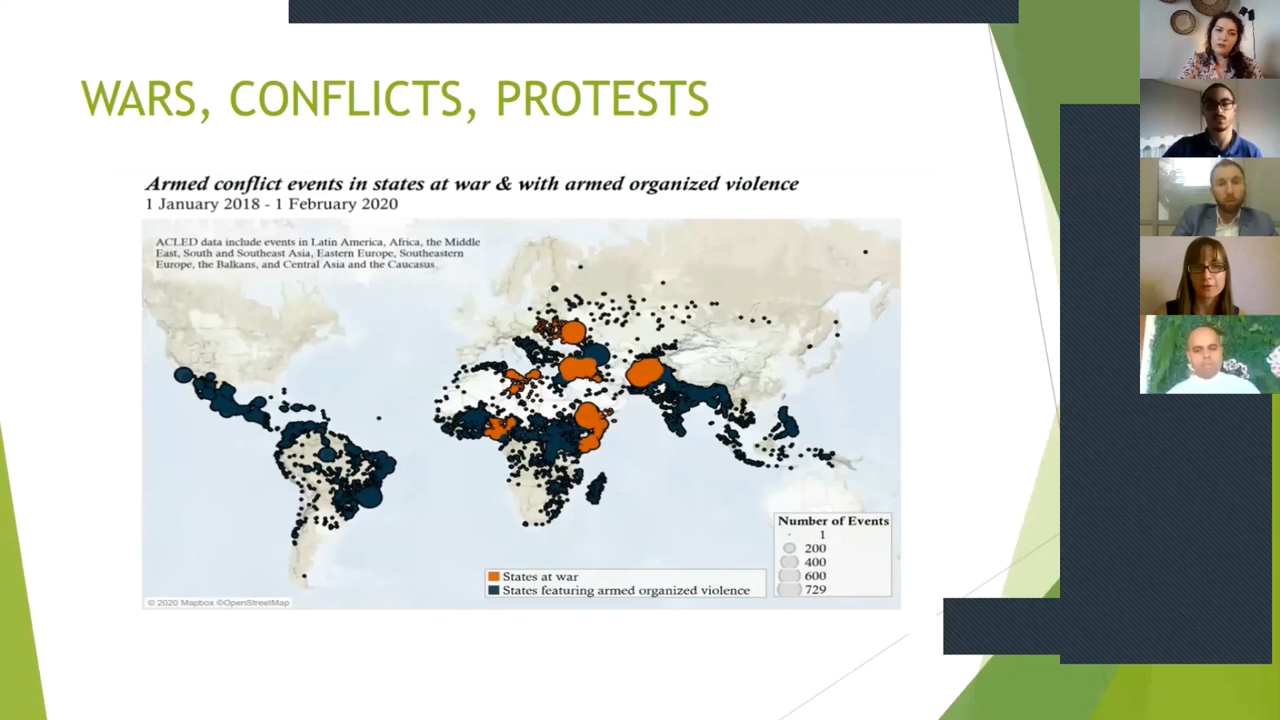 WARS, CONFLICTS, PROTESTS
Armed conflict events in states at war & with armed organized violence
1 January 2018 - 1 February 2020
ACLED data include events in Latin America, Africa, the Middle
East, South and Southeast Asia, Eastern Europe, Southeastern
Europe, the Balkans, and Central Asia and the Caucasus.
Number of Events
1
200
400
600
729
States at war
States featuring armed organized violence
© 2020 Mapbox ©OpenStreetMap